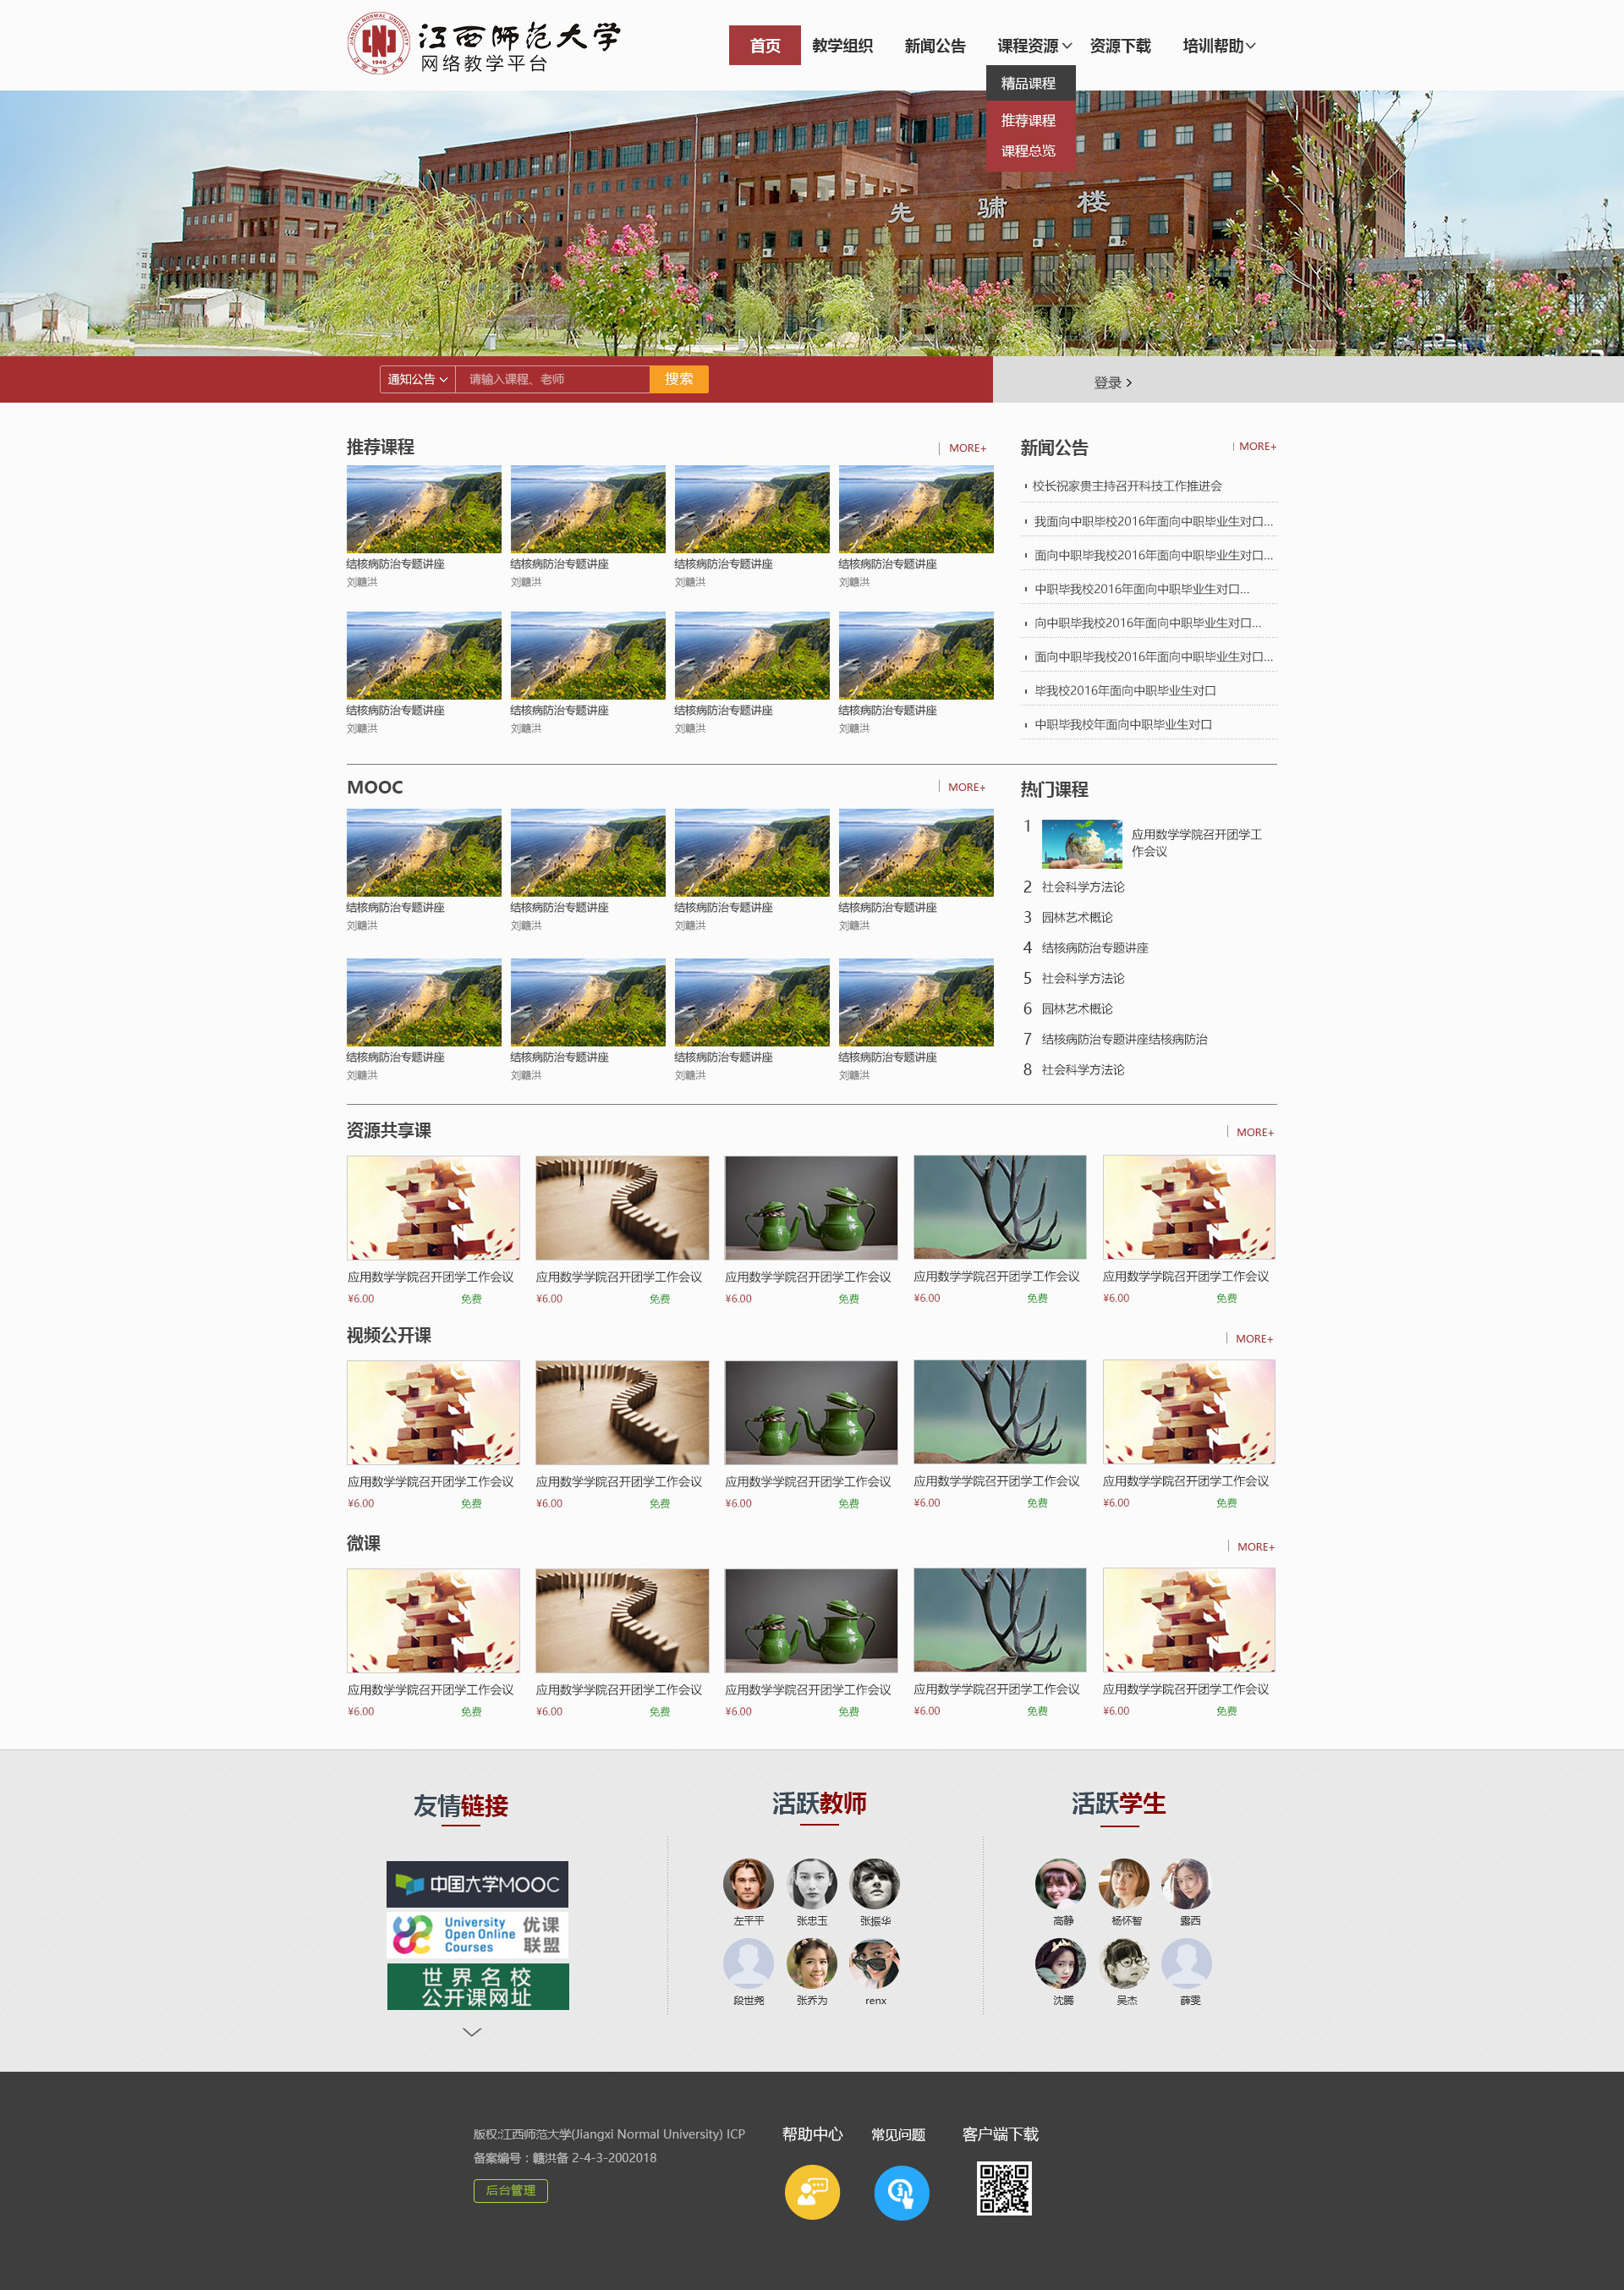 JIANGXI NORMAL UNIVERSITY
1940
江西师范大学
网络教学平台
首页 教学组织 新闻公告 课程资源 资源下载 培训帮助
精品课程
推荐课程
课程总览
先骕楼
通知公告 请输入课程、老师 搜索 登录
推荐课程 MORE+
结核病防治专题讲座 结核病防治专题讲座 结核病防治专题讲座 结核病防治专题讲座
刘赣洪 刘赣洪 刘赣洪 刘赣洪
结核病防治专题讲座 结核病防治专题讲座 结核病防治专题讲座 结核病防治专题讲座
刘赣洪 刘赣洪 刘赣洪 刘赣洪
新闻公告 MORE+
校长祝家贵主持召开科技工作推进会
我面向中职毕校2016年面向中职毕业生对口...
面向中职毕我校2016年面向中职毕业生对口...
中职毕我校2016年面向中职毕业生对口...
向中职毕我校2016年面向中职毕业生对口...
面向中职毕我校2016年面向中职毕业生对口...
毕我校2016年面向中职毕业生对口
中职毕我校年面向中职毕业生对口
MOOC MORE+
结核病防治专题讲座 结核病防治专题讲座 结核病防治专题讲座 结核病防治专题讲座
刘赣洪 刘赣洪 刘赣洪 刘赣洪
结核病防治专题讲座 结核病防治专题讲座 结核病防治专题讲座 结核病防治专题讲座
刘赣洪 刘赣洪 刘赣洪 刘赣洪
热门课程
1 应用数学学院召开团学工
作会议
2 社会科学方法论
3 园林艺术概论
4 结核病防治专题讲座
5 社会科学方法论
6 园林艺术概论
7 结核病防治专题讲座结核病防治
8 社会科学方法论
资源共享课 MORE+
应用数学学院召开团学工作会议 应用数学学院召开团学工作会议 应用数学学院召开团学工作会议 应用数学学院召开团学工作会议 应用数学学院召开团学工作会议
¥6.00 免费 ¥6.00 免费 ¥6.00 免费 ¥6.00 免费 ¥6.00 免费
视频公开课 MORE+
应用数学学院召开团学工作会议 应用数学学院召开团学工作会议 应用数学学院召开团学工作会议 应用数学学院召开团学工作会议 应用数学学院召开团学工作会议
¥6.00 免费 ¥6.00 免费 ¥6.00 免费 ¥6.00 免费 ¥6.00 免费
微课 MORE+
应用数学学院召开团学工作会议 应用数学学院召开团学工作会议 应用数学学院召开团学工作会议 应用数学学院召开团学工作会议 应用数学学院召开团学工作会议
¥6.00 免费 ¥6.00 免费 ¥6.00 免费 ¥6.00 免费 ¥6.00 免费
友情链接
中国大学MOOC
University
Open Online
Courses
优课
联盟
世界名校
公开课网址
活跃教师
左平平 张忠玉 张振华
段世尧 张乔为 renx
活跃学生
高静 杨怀智 露西
沈腾 吴杰 薛雯
版权:江西师范大学(Jiangxi Normal University) ICP
备案编号：赣洪备 2-4-3-2002018
后台管理
帮助中心 常见问题 客户端下载